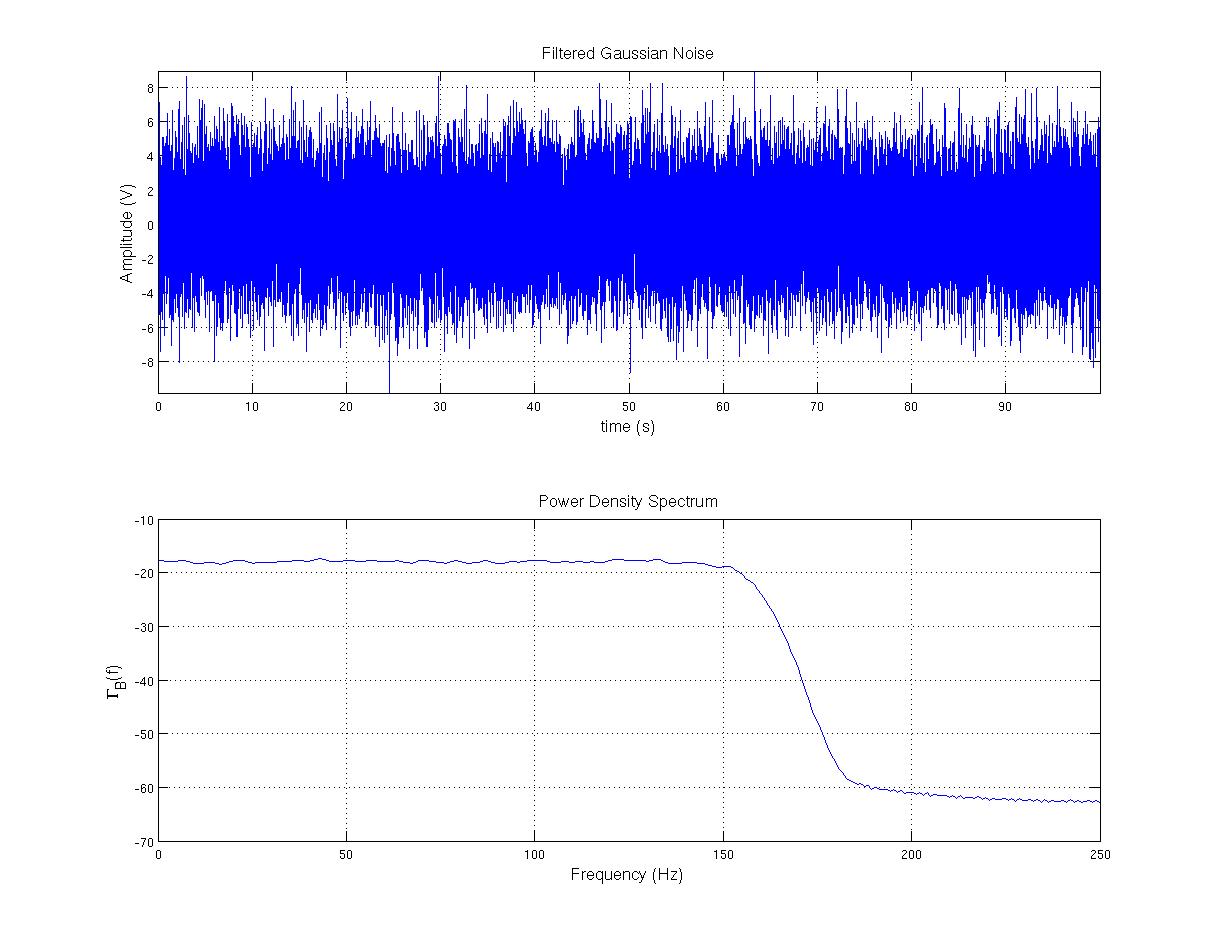 Filtered Gaussian Noise
8
6
4
2
0
-2
-4
-6
-8
Amplitude (V)
0 10 20 30 40 50 60 70 80 90
time (s)
Power Density Spectrum
-10
-20
-30
-40
-50
-60
-70
Γ_B(f)
0 50 100 150 200 250
Frequency (Hz)